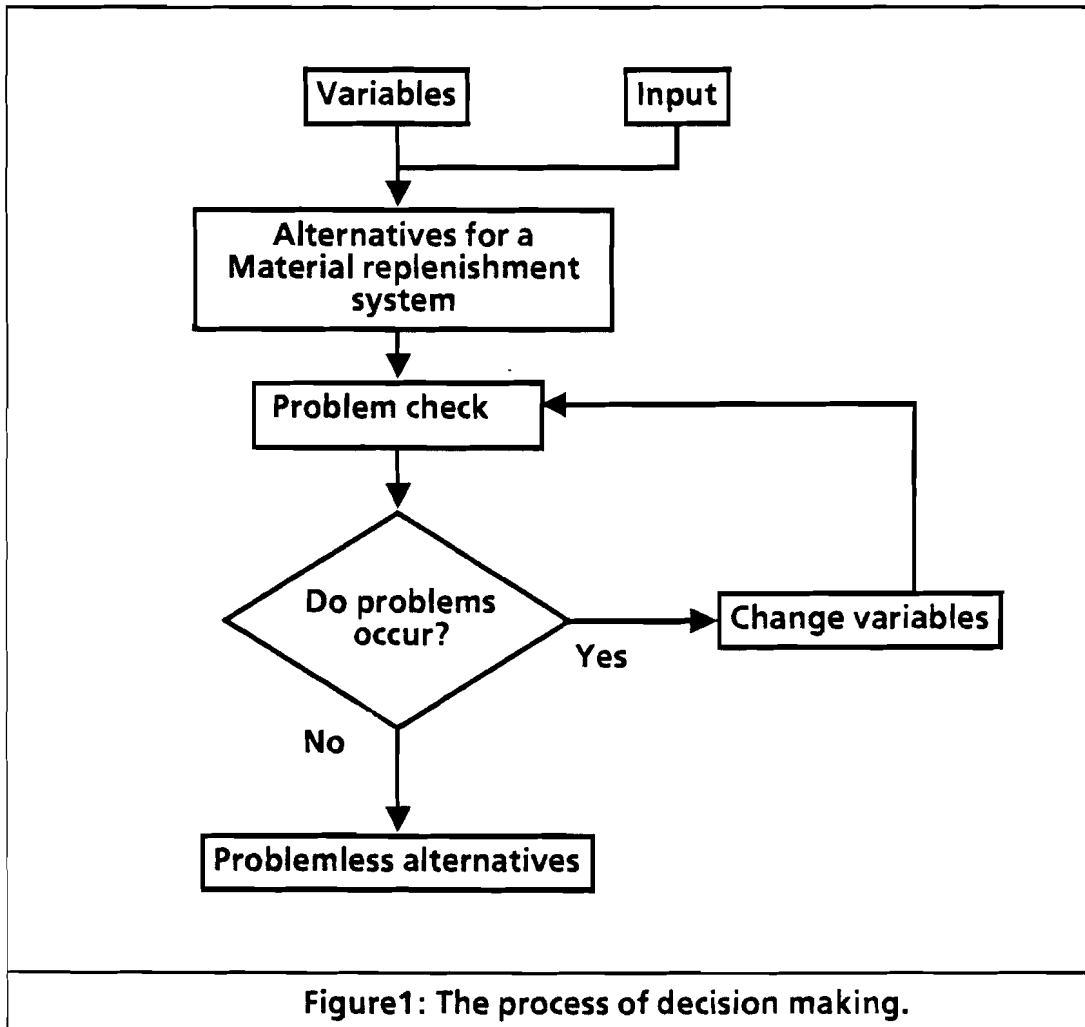 Variables
Input
Alternatives for a
Material replenishment
system
Problem check
Do problems
occur?
Yes
Change variables
No
Problemless alternatives
Figure1: The process of decision making.